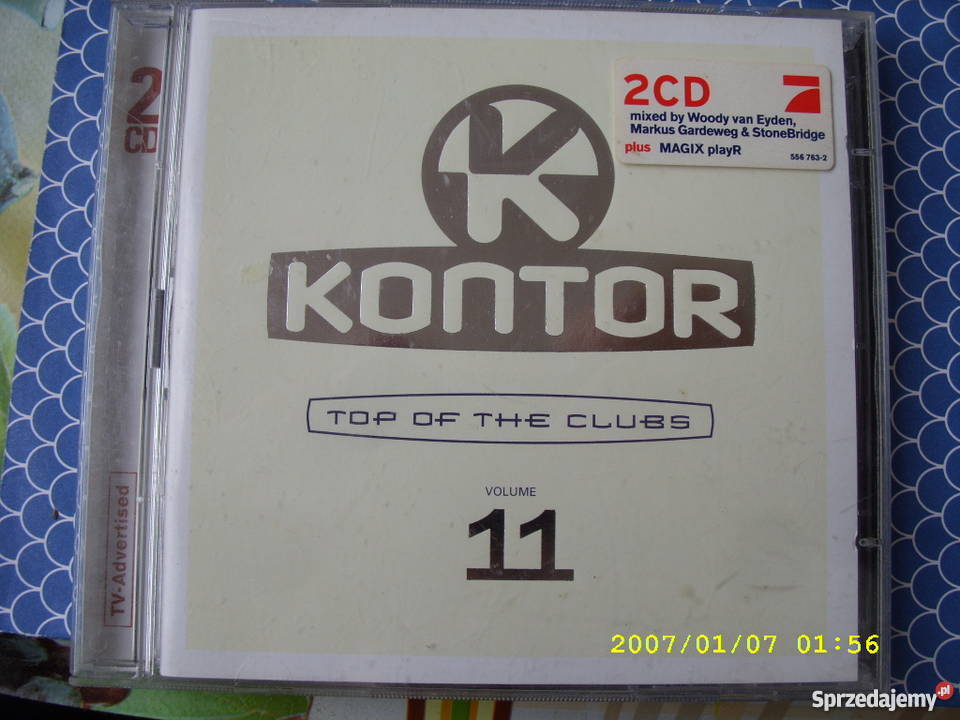 2
CD
TV-Advertised
2CD
mixed by Woody van Eyden,
Markus Gardeweg & StoneBridge
plus MAGIX playR
556 763-2
K
KONTOR
TOP OF THE CLUBS
VOLUME
11
2007/01/07 01:56
Sprzedajemy.pl